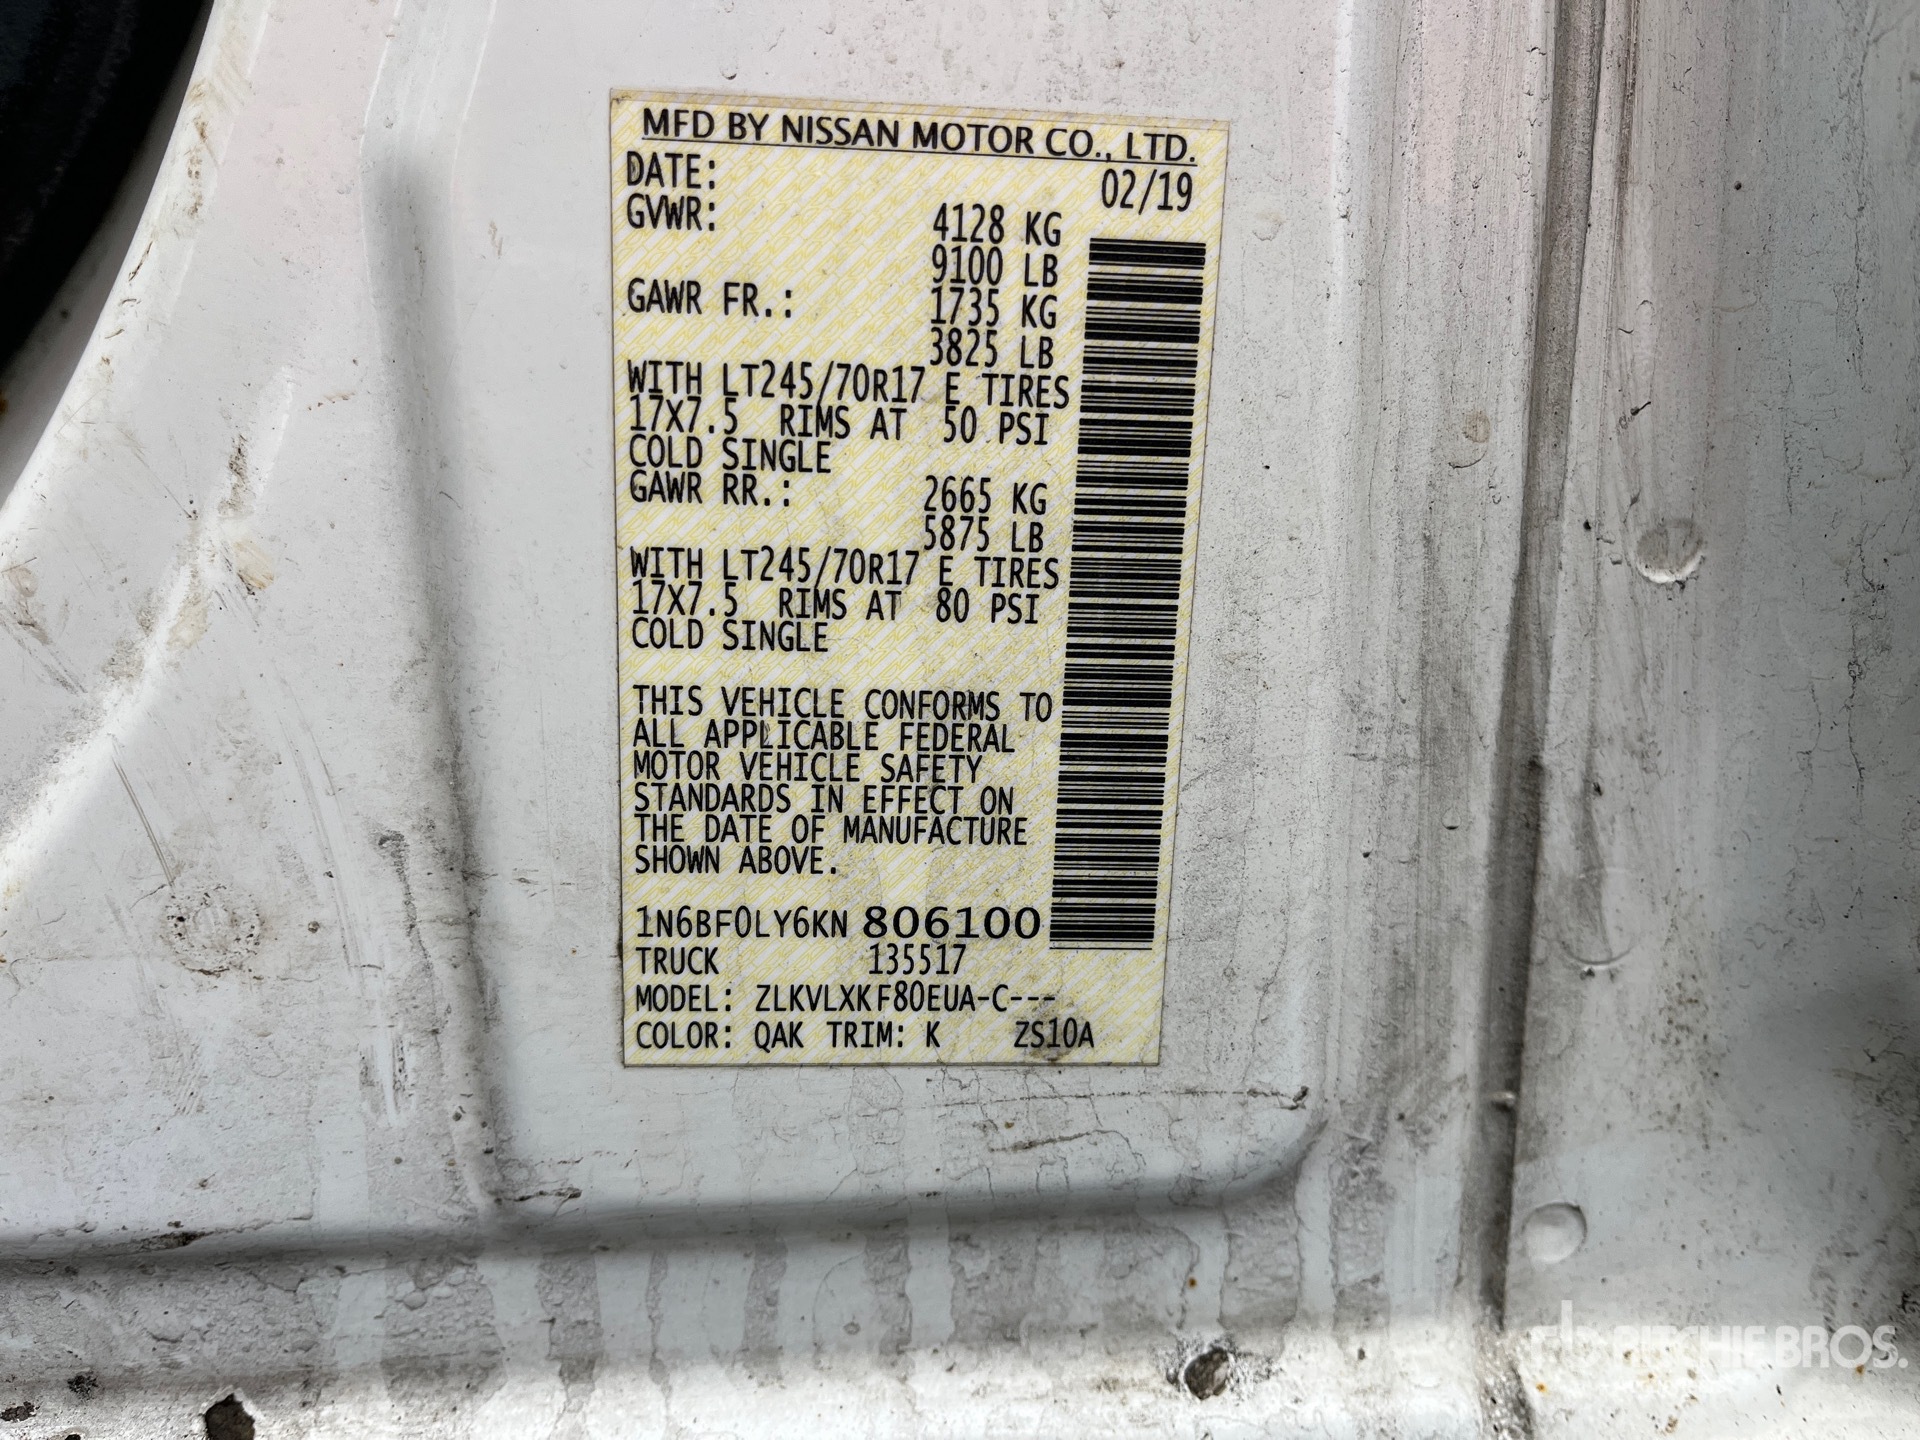 MFD BY NISSAN MOTOR CO., LTD.
DATE: 02/19
GVWR: 4128 KG
9100 LB
GAWR FR.: 1735 KG
3825 LB
WITH LT245/70R17 E TIRES
17X7.5 RIMS AT 50 PSI
COLD SINGLE
GAWR RR.: 2665 KG
5875 LB
WITH LT245/70R17 E TIRES
17X7.5 RIMS AT 80 PSI
COLD SINGLE
THIS VEHICLE CONFORMS TO
ALL APPLICABLE FEDERAL
MOTOR VEHICLE SAFETY
STANDARDS IN EFFECT ON
THE DATE OF MANUFACTURE
SHOWN ABOVE.
1N6BF0LY6KN 806100
TRUCK 135517
MODEL: ZLKVLXKF80EUA-C---
COLOR: QAK TRIM: K ZS10A
rb RITCHIE BROS.